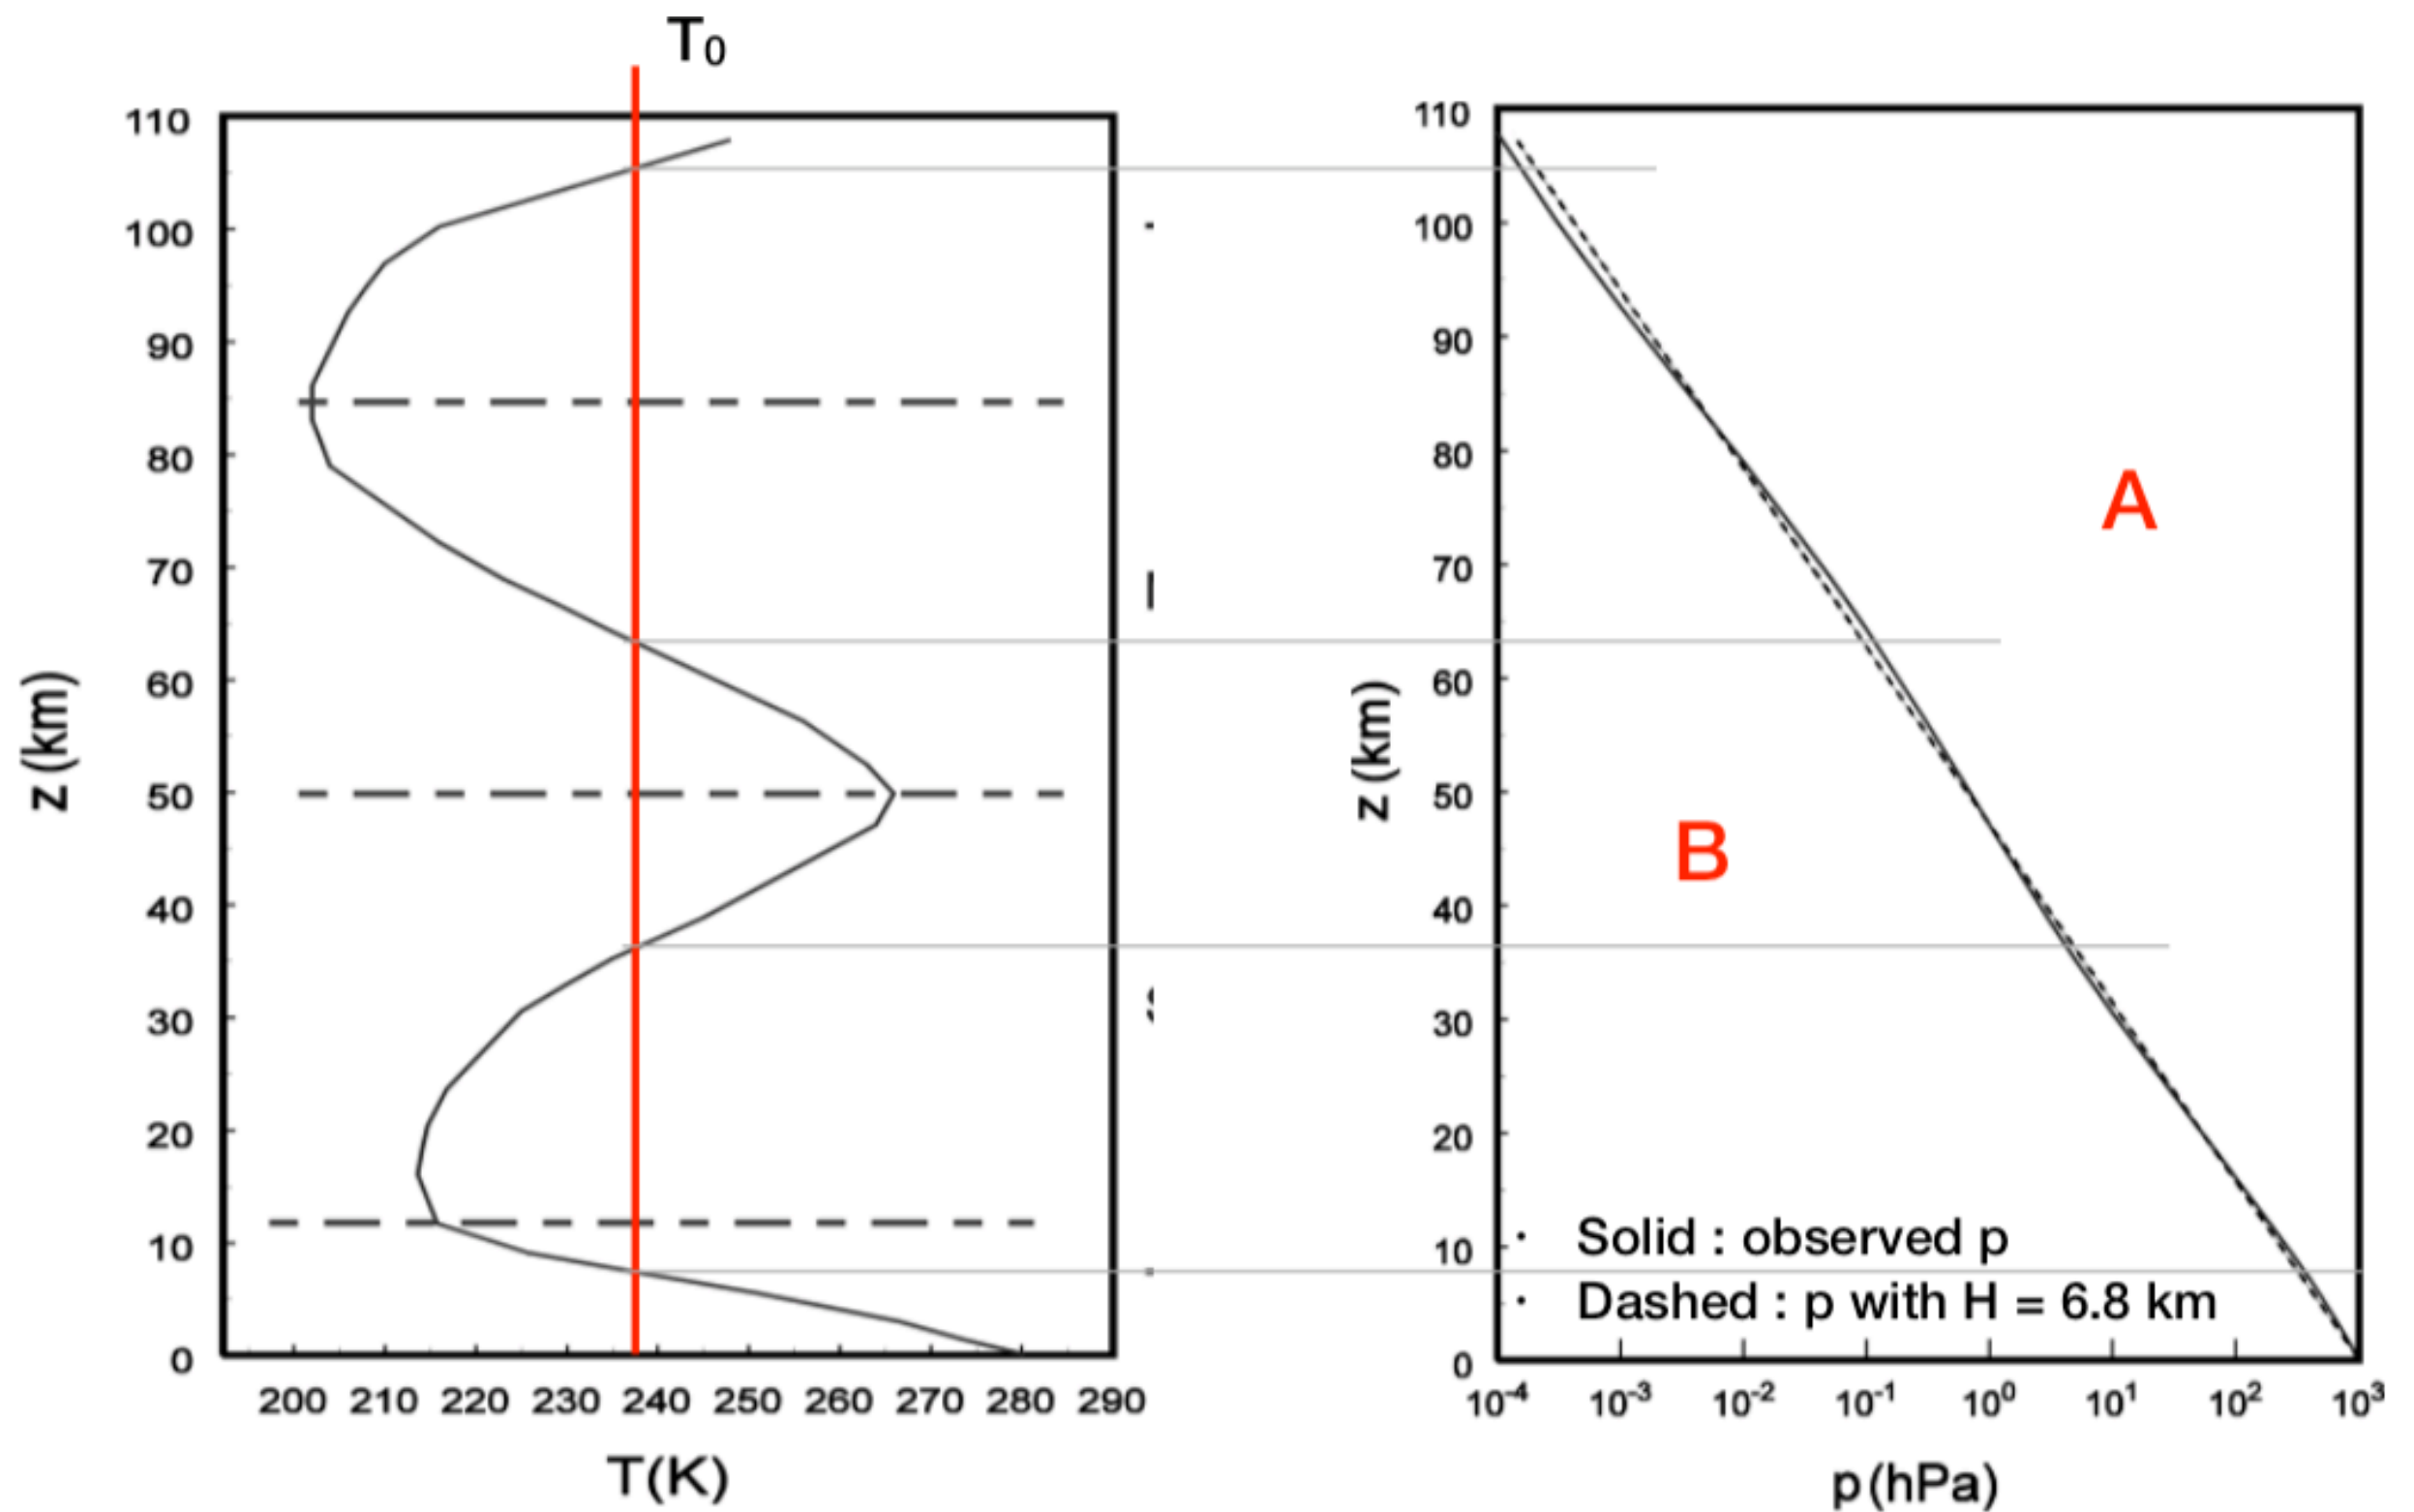 T₀
110
100
90
80
70
60
50
40
30
20
10
0
z (km)
200 210 220 230 240 250 260 270 280 290
T(K)
110
100
90
80
70
60
50
40
30
20
10
0
z (km)
A
B
· Solid : observed p
· Dashed : p with H = 6.8 km
10⁻⁴ 10⁻³ 10⁻² 10⁻¹ 10⁰ 10¹ 10² 10³
p (hPa)